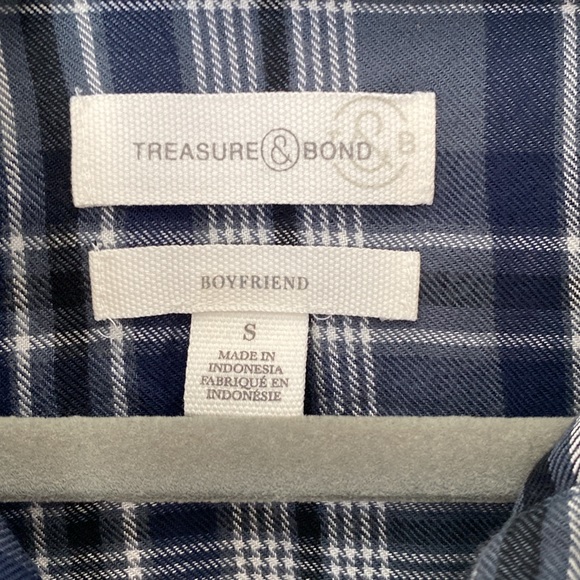 TREASURE & BOND
T & B
BOYFRIEND
S
MADE IN
INDONESIA
FABRIQUÉ EN
INDONÉSIE